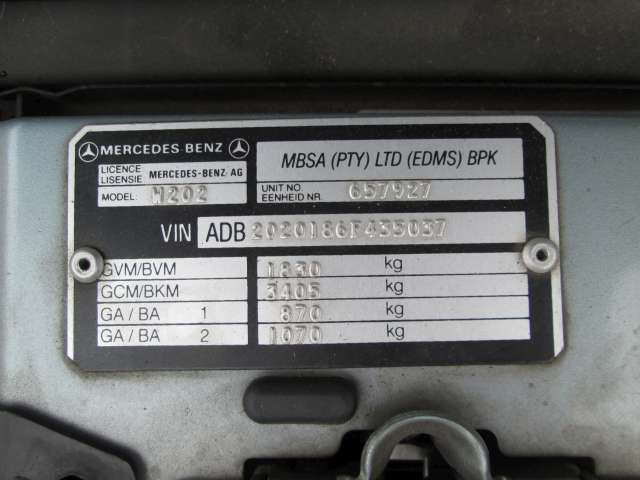 MERCEDES BENZ
MBSA (PTY) LTD (EDMS) BPK
LICENCE
LISENSIE MERCEDES-BENZ AG
MODEL: W202
UNIT NO
EENHEID NR. 657927
VIN ADB 2020186F435037
GVM/BVM 1830 kg
GCM/BKM 3405 kg
GA / BA 1 870 kg
GA / BA 2 1070 kg